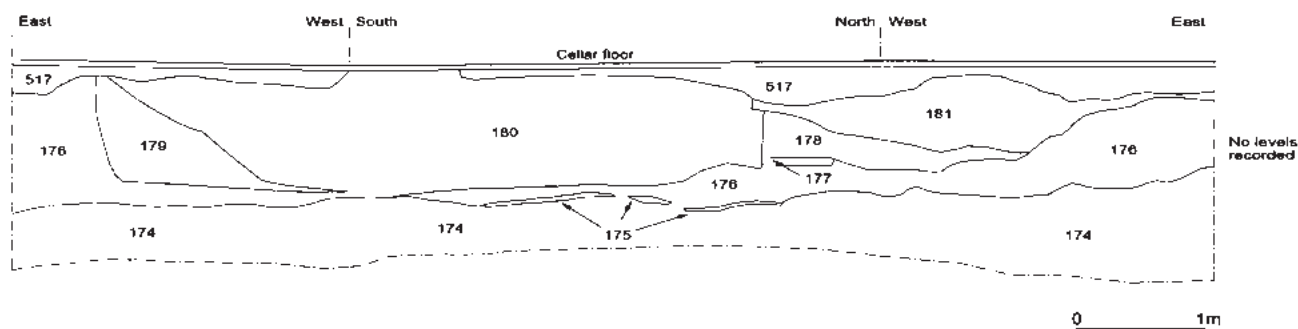 East West South North West East
Cellar floor
517 517
181
180
176 179 178 176 No levels
recorded
176 177
174 174 175 174
0 1m